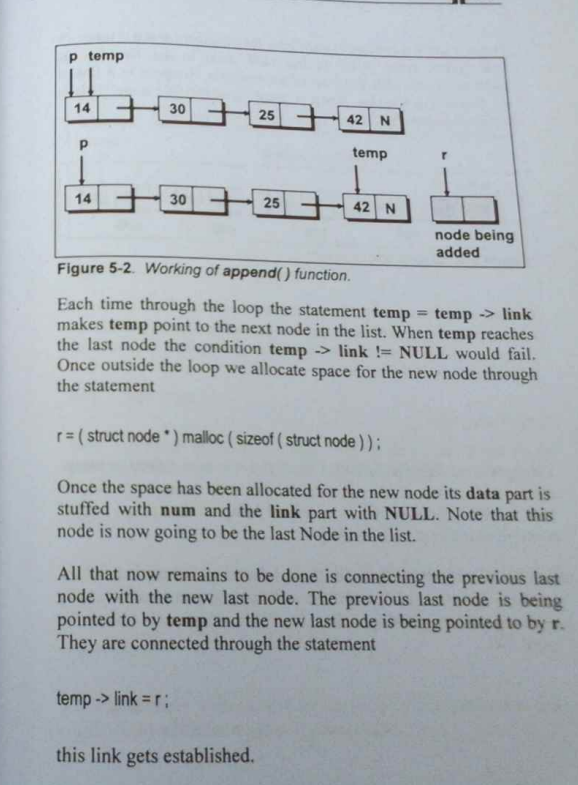 p temp
14 30 25 42 N
p temp r
14 30 25 42 N
node being
added
Figure 5-2. Working of append( ) function.
Each time through the loop the statement temp = temp -> link
makes temp point to the next node in the list. When temp reaches
the last node the condition temp -> link != NULL would fail.
Once outside the loop we allocate space for the new node through
the statement
r = ( struct node * ) malloc ( sizeof ( struct node ) ) ;
Once the space has been allocated for the new node its data part is
stuffed with num and the link part with NULL. Note that this
node is now going to be the last Node in the list.
All that now remains to be done is connecting the previous last
node with the new last node. The previous last node is being
pointed to by temp and the new last node is being pointed to by r.
They are connected through the statement
temp -> link = r ;
this link gets established.